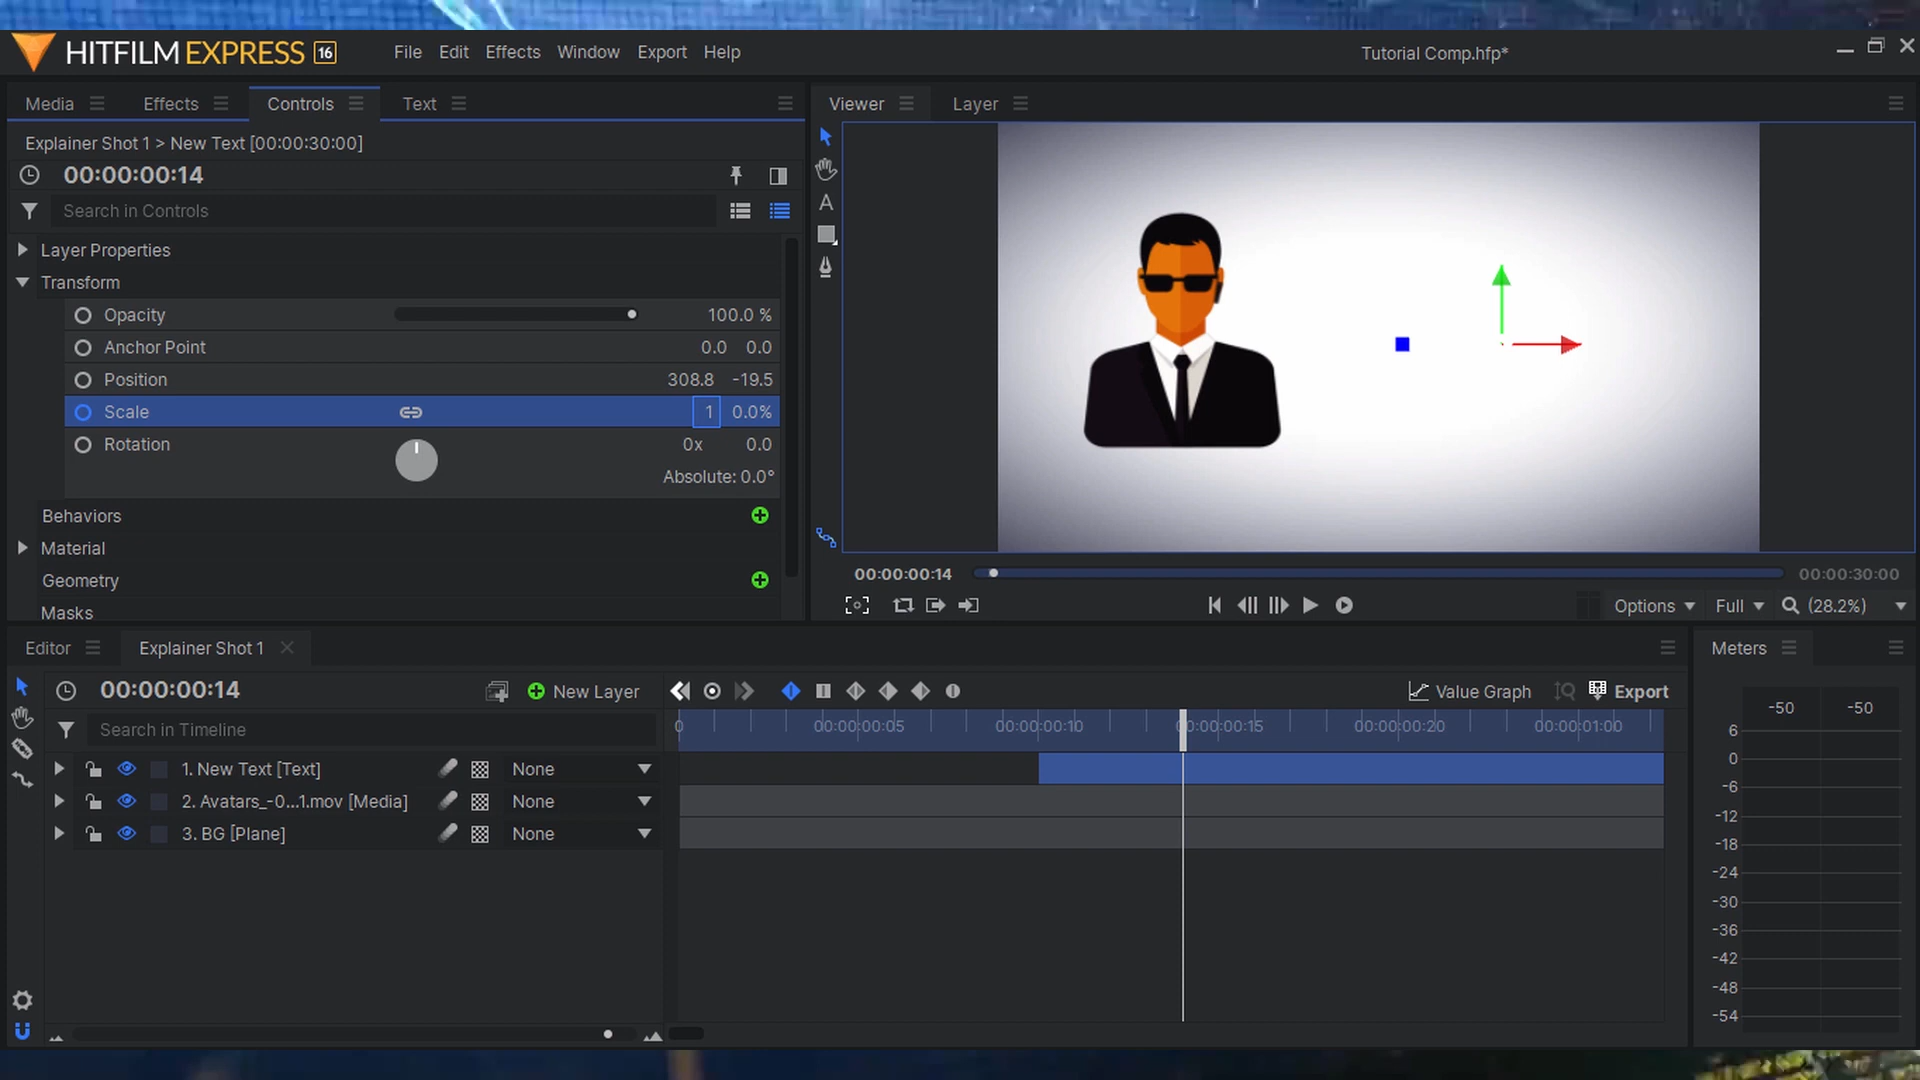 HITFILM EXPRESS 16 File Edit Effects Window Export Help Tutorial Comp.hfp*
Media Effects Controls Text
Explainer Shot 1 > New Text [00:00:30:00]
00:00:00:14
Search in Controls
Layer Properties
Transform
Opacity 100.0 %
Anchor Point 0.0 0.0
Position 308.8 -19.5
Scale 1 0.0%
Rotation 0x 0.0
Absolute: 0.0°
Behaviors
Material
Geometry
Masks
Viewer Layer
A
00:00:00:14 00:00:30:00
Options Full (28.2%)
Editor Explainer Shot 1
00:00:00:14 New Layer Value Graph Export
Search in Timeline
0 00:00:00:05 00:00:00:10 00:00:00:15 00:00:00:20 00:00:01:00
1. New Text [Text] None
2. Avatars_-0...1.mov [Media] None
3. BG [Plane] None
Meters
-50 -50
6
0
-6
-12
-18
-24
-30
-36
-42
-48
-54